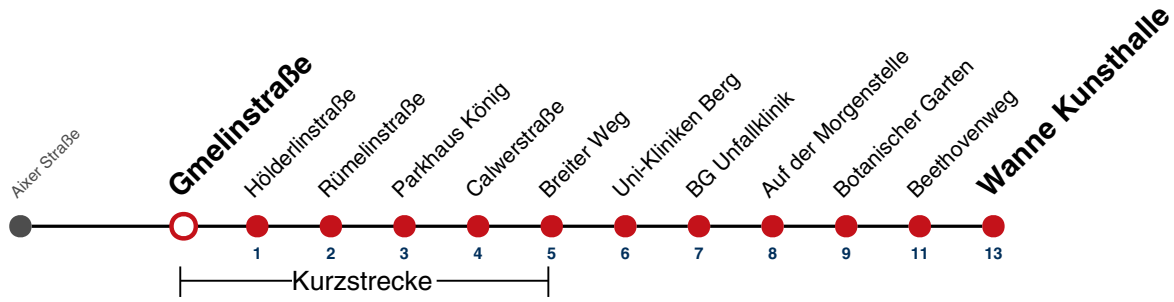 Aixer Straße
Gmelinstraße
Hölderlinstraße
Rümelinstraße
Parkhaus König
Calwerstraße
Breiter Weg
Uni-Kliniken Berg
BG Unfallklinik
Auf der Morgenstelle
Botanischer Garten
Beethovenweg
Wanne Kunsthalle
1 2 3 4 5 6 7 8 9 11 13
Kurzstrecke